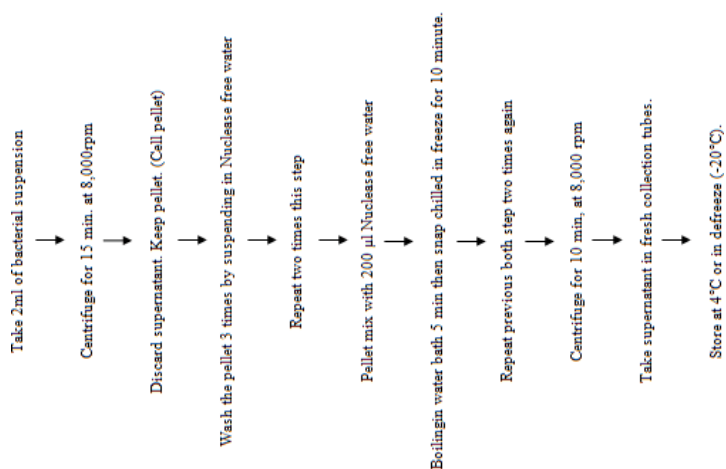 Take 2ml of bacterial suspension
Centrifuge for 15 min. at 8,000rpm
Discard supernatant. Keep pellet. (Cell pellet)
Wash the pellet 3 times by suspending in Nuclease free water
Repeat two times this step
Pellet mix with 200 µl Nuclease free water
Boilingin water bath 5 min then snap chilled in freeze for 10 minute.
Repeat previous both step two times again
Centrifuge for 10 min, at 8,000 rpm
Take supernatant in fresh collection tubes.
Store at 4°C or in defreeze (-20°C).